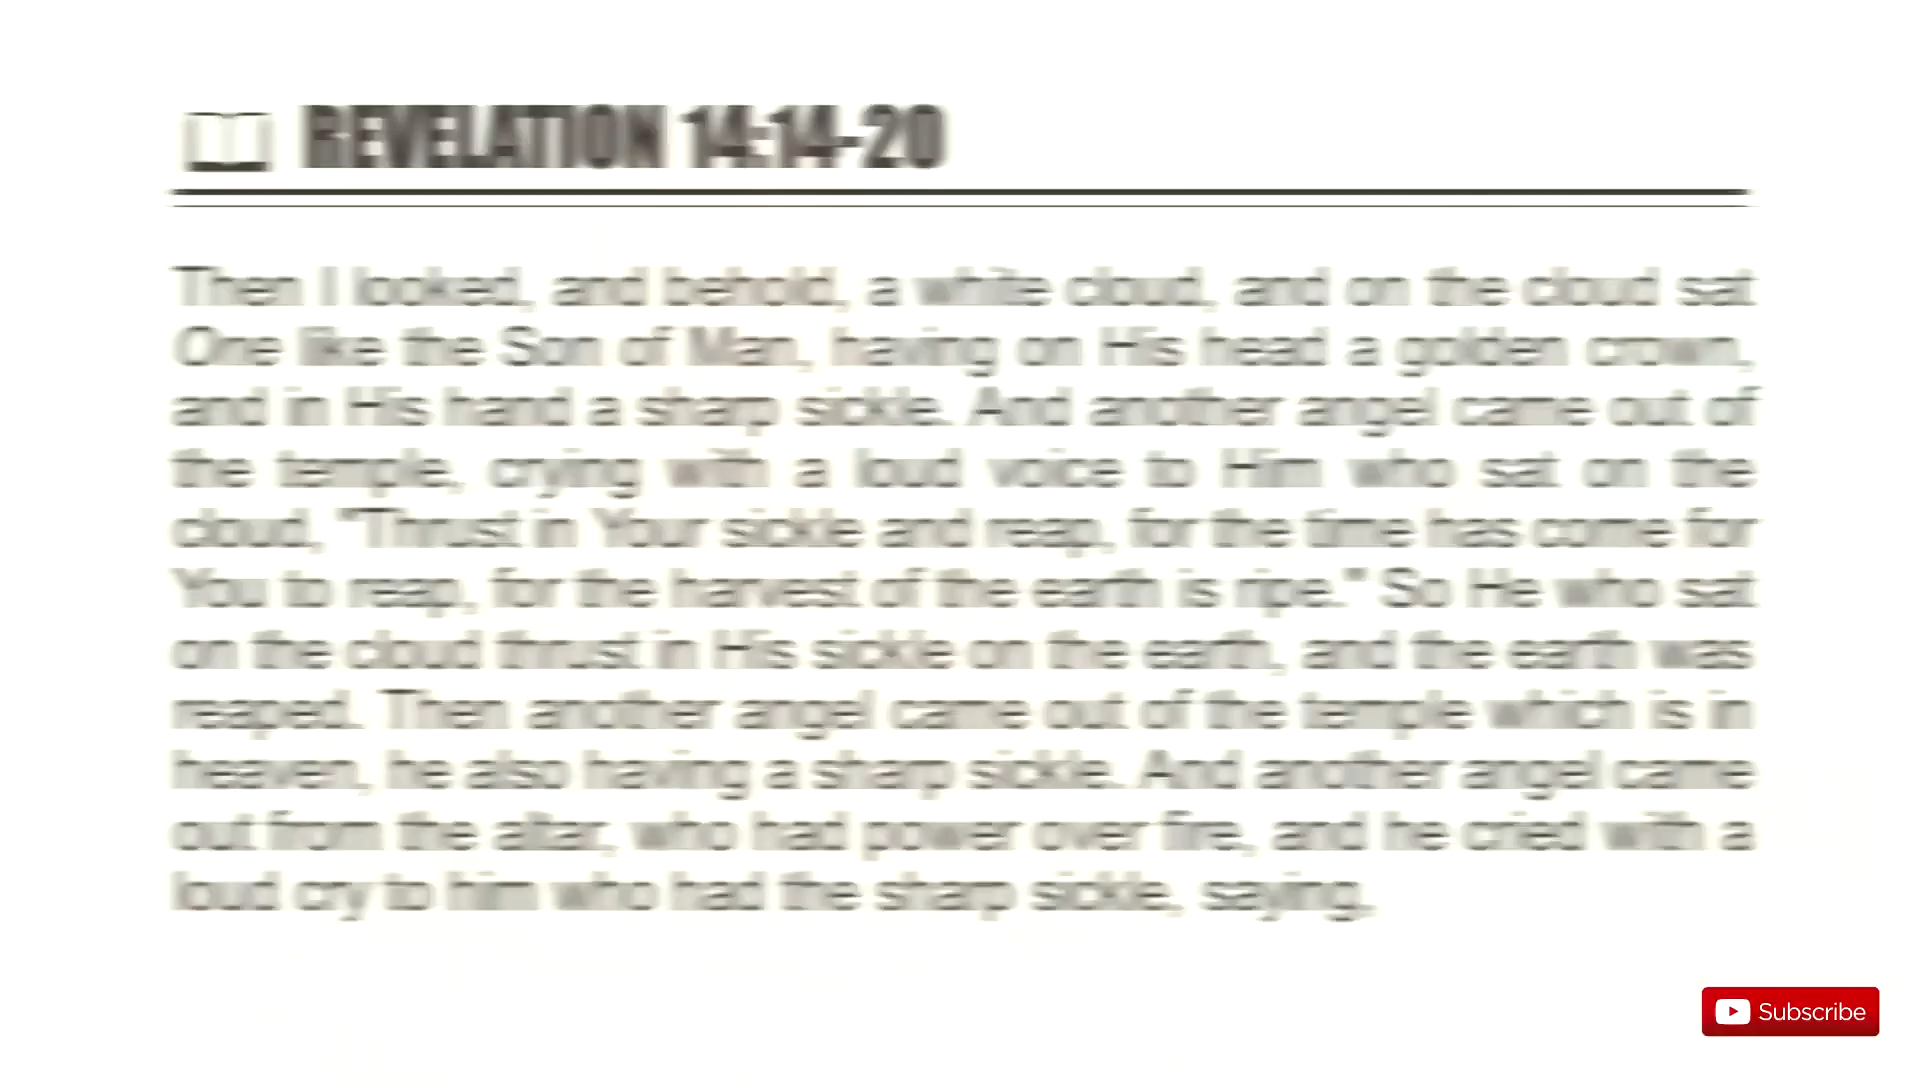 REVELATION 14:14-20
Then I looked, and behold, a white cloud, and on the cloud sat
One like the Son of Man, having on His head a golden crown,
and in His hand a sharp sickle. And another angel came out of
the temple, crying with a loud voice to Him who sat on the
cloud, "Thrust in Your sickle and reap, for the time has come for
You to reap, for the harvest of the earth is ripe." So He who sat
on the cloud thrust in His sickle on the earth, and the earth was
reaped. Then another angel came out of the temple which is in
heaven, he also having a sharp sickle. And another angel came
out from the altar, who had power over fire, and he cried with a
loud cry to him who had the sharp sickle, saying,
Subscribe